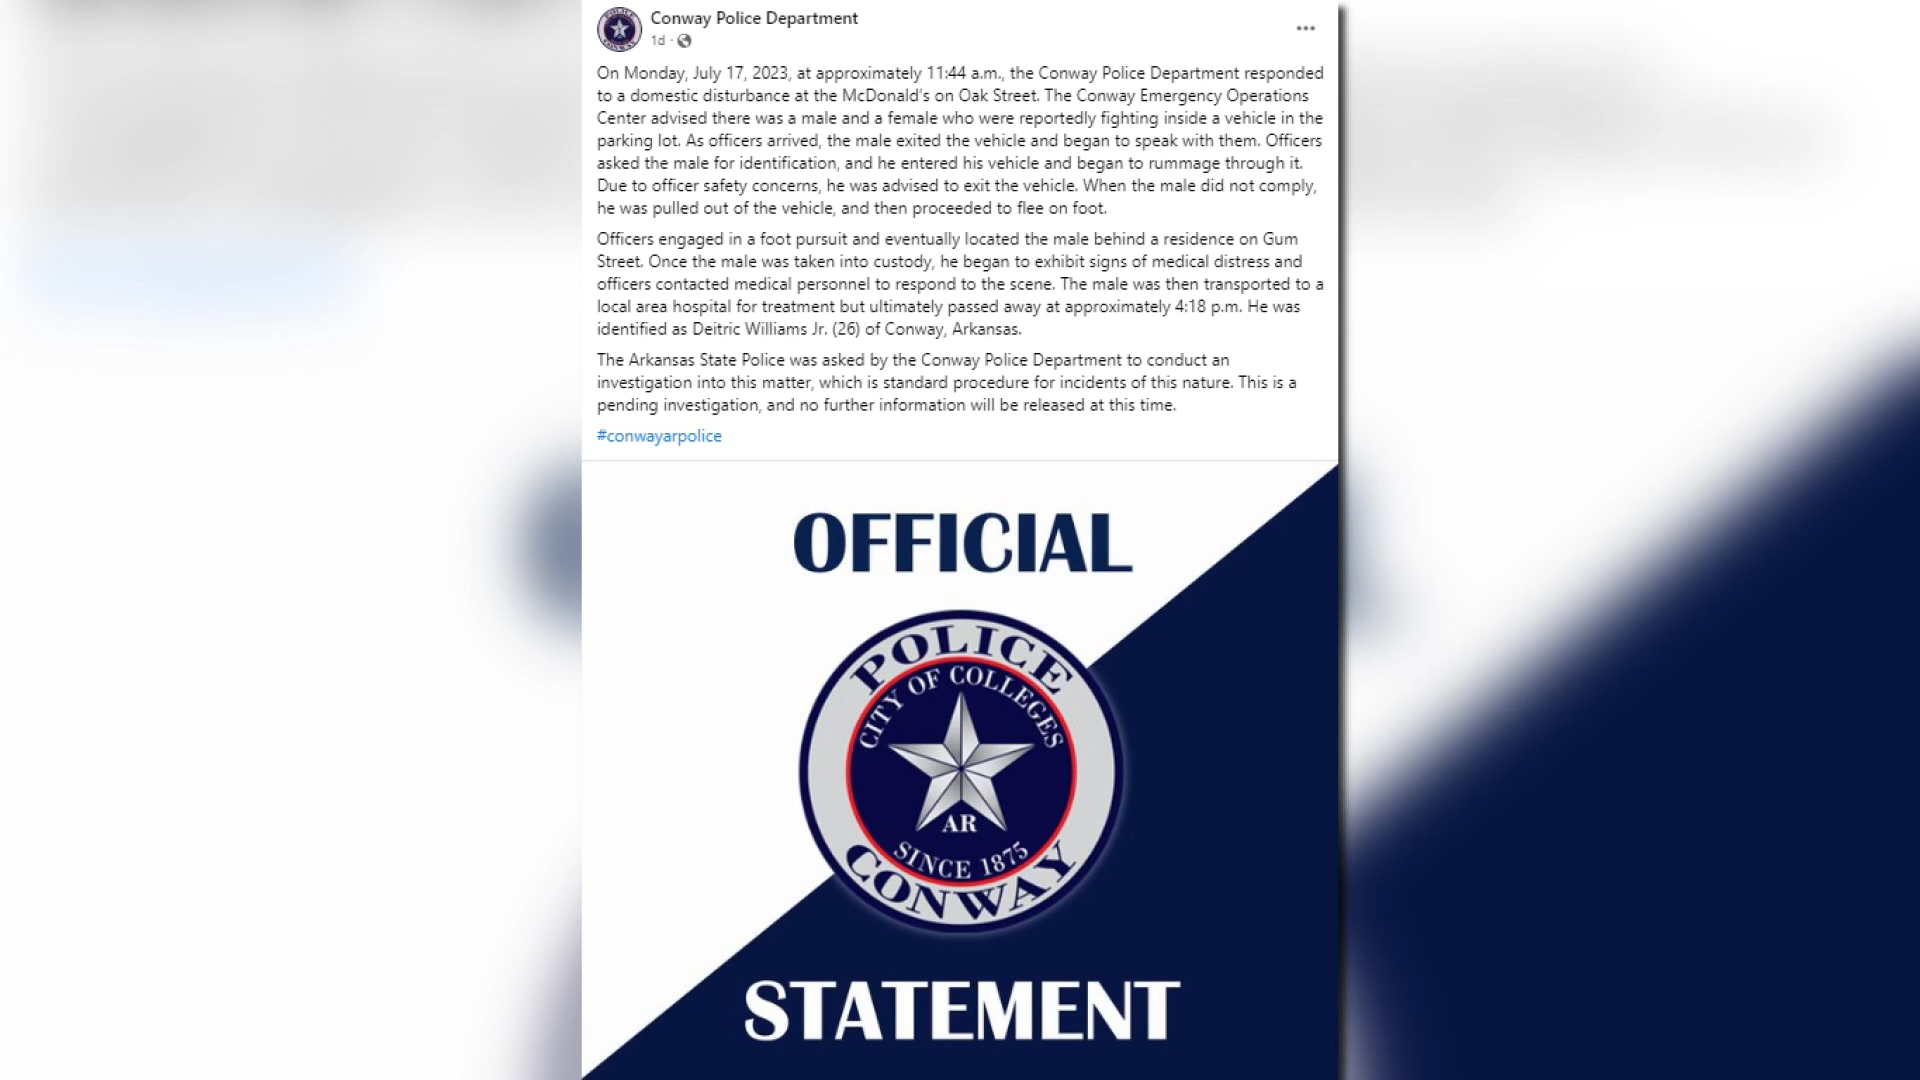 Conway Police Department
1d ·
On Monday, July 17, 2023, at approximately 11:44 a.m., the Conway Police Department responded
to a domestic disturbance at the McDonald's on Oak Street. The Conway Emergency Operations
Center advised there was a male and a female who were reportedly fighting inside a vehicle in the
parking lot. As officers arrived, the male exited the vehicle and began to speak with them. Officers
asked the male for identification, and he entered his vehicle and began to rummage through it.
Due to officer safety concerns, he was advised to exit the vehicle. When the male did not comply,
he was pulled out of the vehicle, and then proceeded to flee on foot.
Officers engaged in a foot pursuit and eventually located the male behind a residence on Gum
Street. Once the male was taken into custody, he began to exhibit signs of medical distress and
officers contacted medical personnel to respond to the scene. The male was then transported to a
local area hospital for treatment but ultimately passed away at approximately 4:18 p.m. He was
identified as Deitric Williams Jr. (26) of Conway, Arkansas.
The Arkansas State Police was asked by the Conway Police Department to conduct an
investigation into this matter, which is standard procedure for incidents of this nature. This is a
pending investigation, and no further information will be released at this time.
#conwayarpolice
OFFICIAL
POLICE
CITY OF COLLEGES
AR
SINCE 1875
CONWAY
STATEMENT